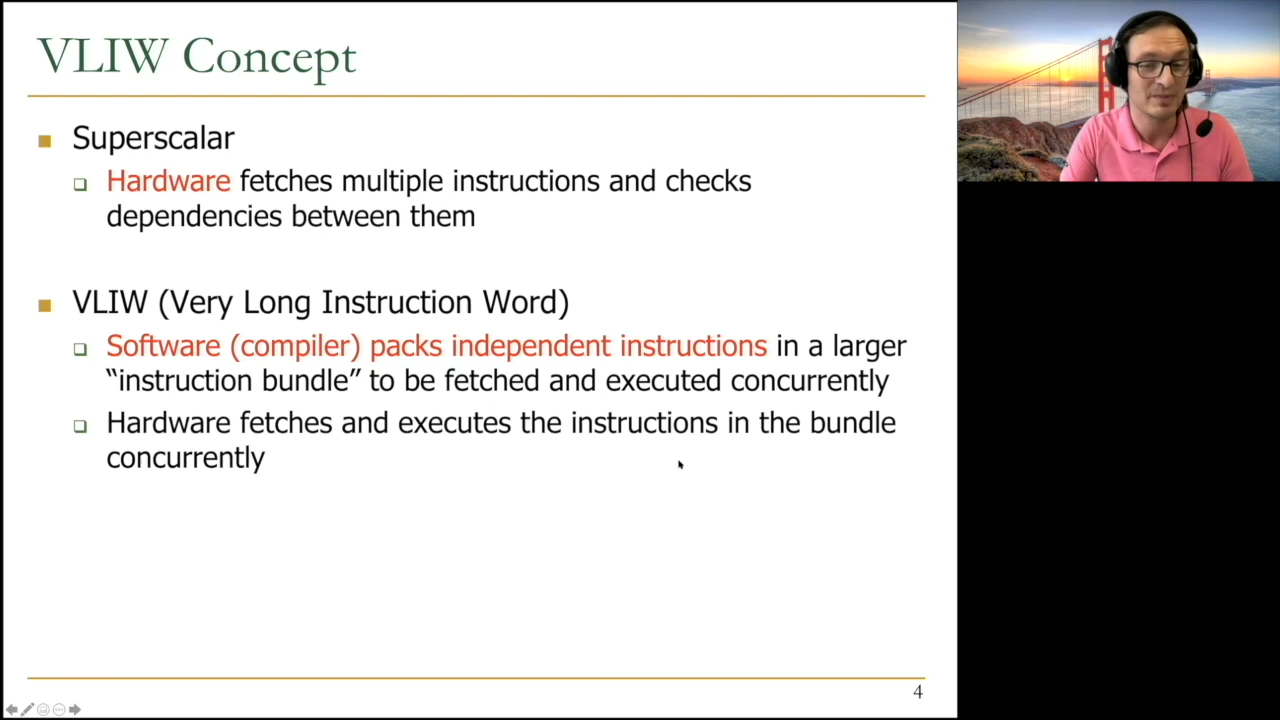 VLIW Concept
Superscalar
Hardware fetches multiple instructions and checks
dependencies between them
VLIW (Very Long Instruction Word)
Software (compiler) packs independent instructions in a larger
“instruction bundle” to be fetched and executed concurrently
Hardware fetches and executes the instructions in the bundle
concurrently
4